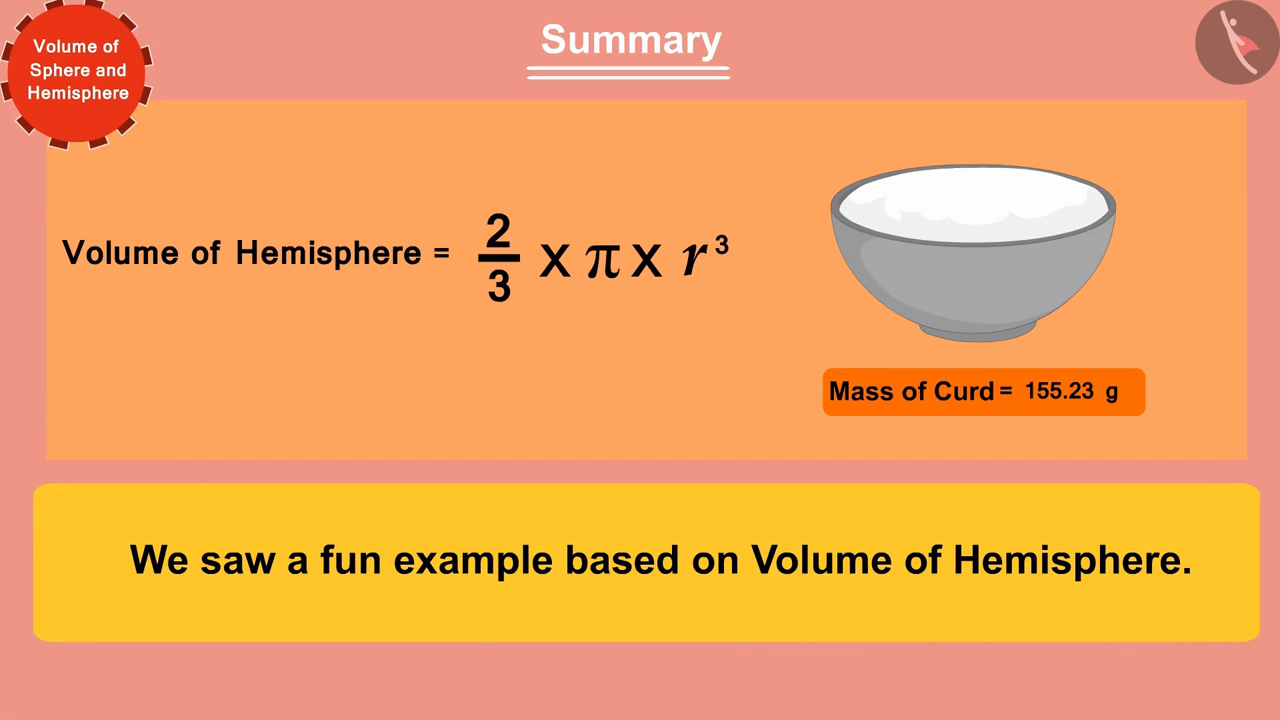 Volume of
Sphere and
Hemisphere
Summary
Volume of Hemisphere = 2/3 x π x r³
Mass of Curd = 155.23 g
We saw a fun example based on Volume of Hemisphere.